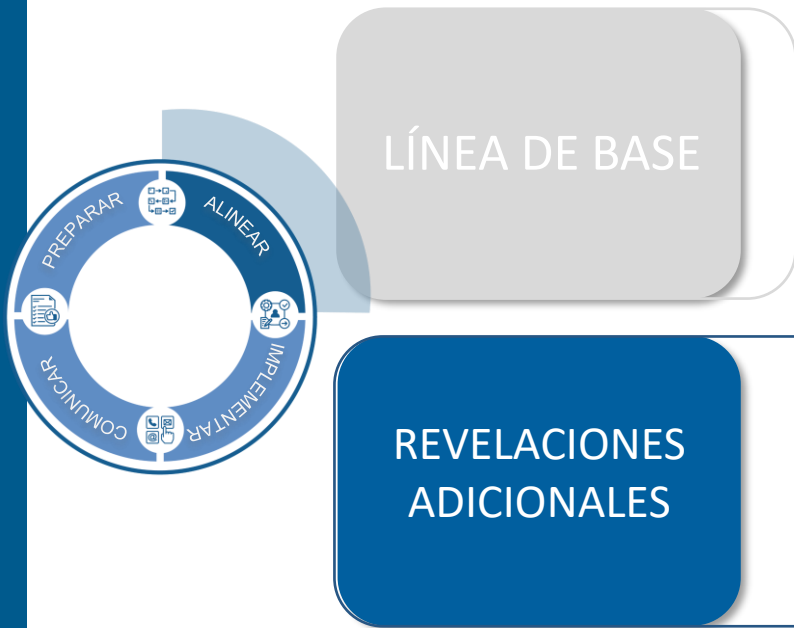 LÍNEA DE BASE
PREPARAR
ALINEAR
COMUNICAR
IMPLEMENTAR
REVELACIONES
ADICIONALES